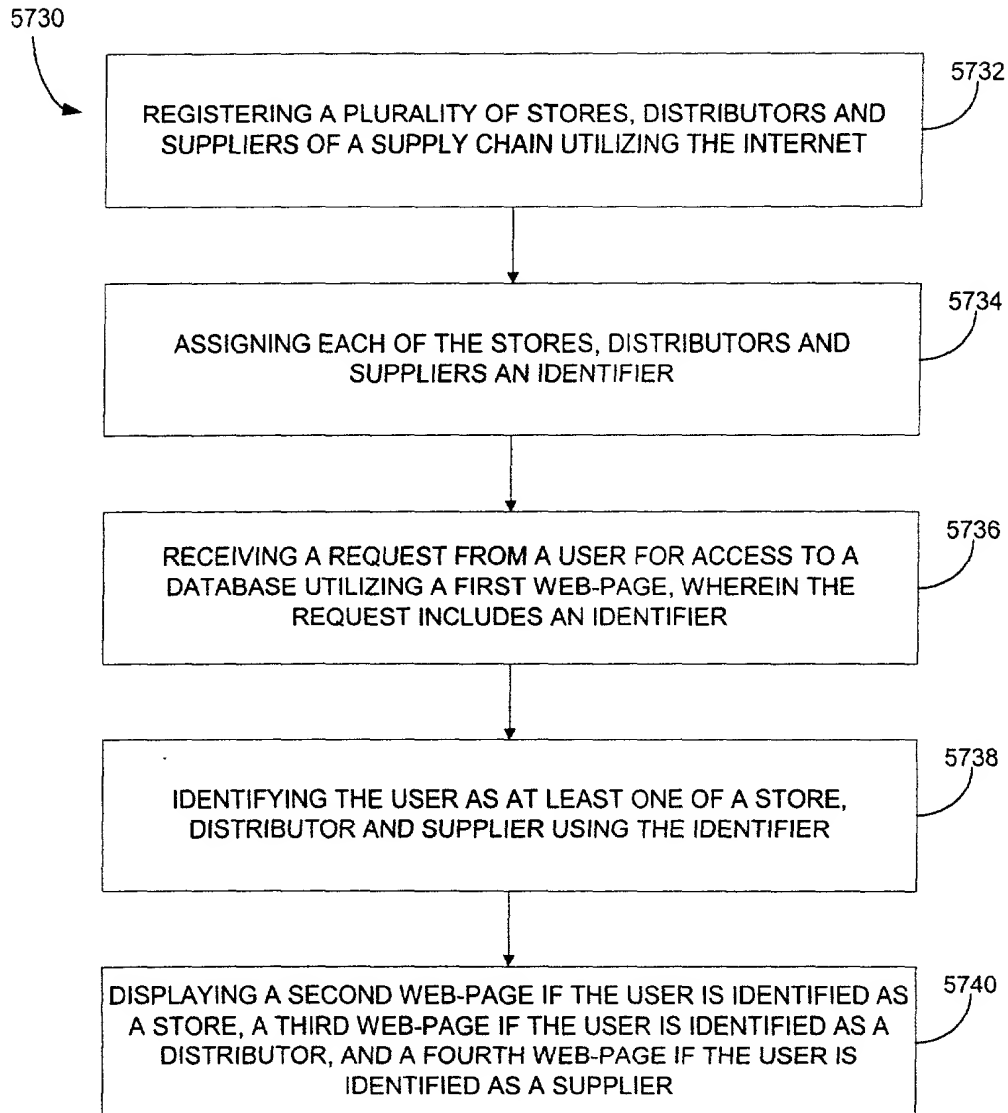 5730
5732
REGISTERING A PLURALITY OF STORES, DISTRIBUTORS AND
SUPPLIERS OF A SUPPLY CHAIN UTILIZING THE INTERNET
5734
ASSIGNING EACH OF THE STORES, DISTRIBUTORS AND
SUPPLIERS AN IDENTIFIER
5736
RECEIVING A REQUEST FROM A USER FOR ACCESS TO A
DATABASE UTILIZING A FIRST WEB-PAGE, WHEREIN THE
REQUEST INCLUDES AN IDENTIFIER
5738
IDENTIFYING THE USER AS AT LEAST ONE OF A STORE,
DISTRIBUTOR AND SUPPLIER USING THE IDENTIFIER
5740
DISPLAYING A SECOND WEB-PAGE IF THE USER IS IDENTIFIED AS
A STORE, A THIRD WEB-PAGE IF THE USER IS IDENTIFIED AS A
DISTRIBUTOR, AND A FOURTH WEB-PAGE IF THE USER IS
IDENTIFIED AS A SUPPLIER